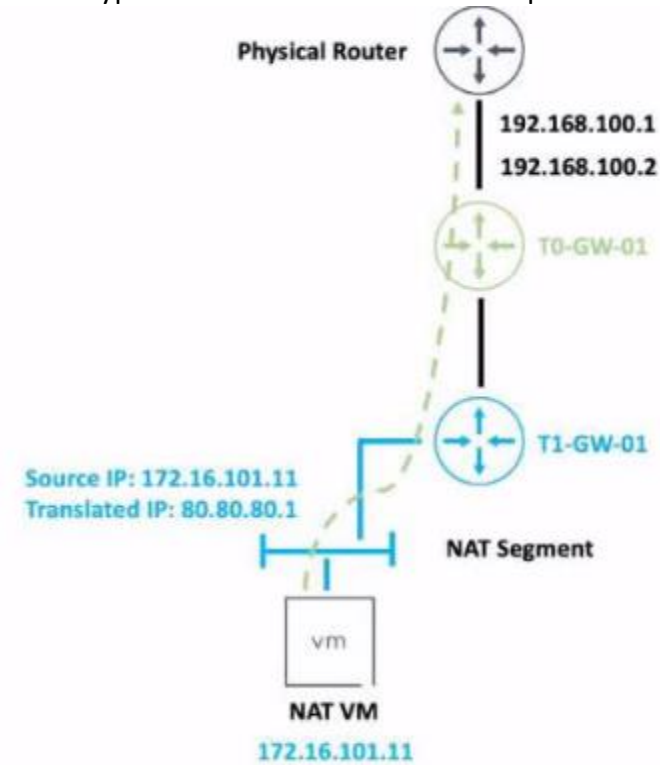 Physical Router
192.168.100.1
192.168.100.2
T0-GW-01
T1-GW-01
Source IP: 172.16.101.11
Translated IP: 80.80.80.1
NAT Segment
vm
NAT VM
172.16.101.11